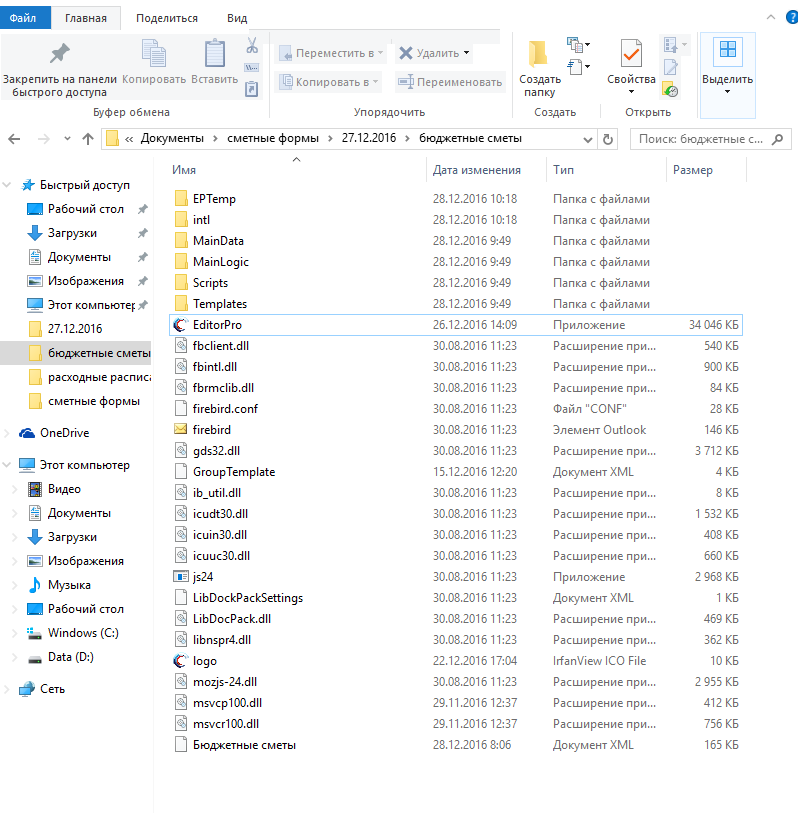 Файл Главная Поделиться Вид
Закрепить на панели быстрого доступа
Копировать
Вставить
Переместить в
Копировать в
Удалить
Переименовать
Создать папку
Свойства
Выделить
Буфер обмена Упорядочить Создать Открыть
« Документы › сметные формы › 27.12.2016 › бюджетные сметы
Поиск: бюджетные с...
Быстрый доступ
Рабочий стол
Загрузки
Документы
Изображения
Этот компьютер
27.12.2016
бюджетные сметы
расходные расписа
сметные формы
OneDrive
Этот компьютер
Видео
Документы
Загрузки
Изображения
Музыка
Рабочий стол
Windows (C:)
Data (D:)
Сеть
Имя Дата изменения Тип Размер
EPTemp 28.12.2016 10:18 Папка с файлами
intl 28.12.2016 10:18 Папка с файлами
MainData 28.12.2016 9:49 Папка с файлами
MainLogic 28.12.2016 9:49 Папка с файлами
Scripts 28.12.2016 9:49 Папка с файлами
Templates 28.12.2016 9:49 Папка с файлами
EditorPro 26.12.2016 14:09 Приложение 34 046 КБ
fbclient.dll 30.08.2016 11:23 Расширение при... 540 КБ
fbintl.dll 30.08.2016 11:23 Расширение при... 900 КБ
fbrmclib.dll 30.08.2016 11:23 Расширение при... 84 КБ
firebird.conf 30.08.2016 11:23 Файл "CONF" 28 КБ
firebird 30.08.2016 11:23 Элемент Outlook 146 КБ
gds32.dll 30.08.2016 11:23 Расширение при... 3 712 КБ
GroupTemplate 15.12.2016 12:20 Документ XML 4 КБ
ib_util.dll 30.08.2016 11:23 Расширение при... 8 КБ
icudt30.dll 30.08.2016 11:23 Расширение при... 1 532 КБ
icuin30.dll 30.08.2016 11:23 Расширение при... 408 КБ
icuuc30.dll 30.08.2016 11:23 Расширение при... 660 КБ
js24 30.08.2016 11:23 Приложение 2 968 КБ
LibDockPackSettings 30.08.2016 11:23 Документ XML 1 КБ
LibDocPack.dll 30.08.2016 11:23 Расширение при... 469 КБ
libnspr4.dll 30.08.2016 11:23 Расширение при... 362 КБ
logo 22.12.2016 17:04 IrfanView ICO File 10 КБ
mozjs-24.dll 30.08.2016 11:23 Расширение при... 2 955 КБ
msvcp100.dll 29.11.2016 12:37 Расширение при... 412 КБ
msvcr100.dll 29.11.2016 12:37 Расширение при... 756 КБ
Бюджетные сметы 28.12.2016 8:06 Документ XML 165 КБ